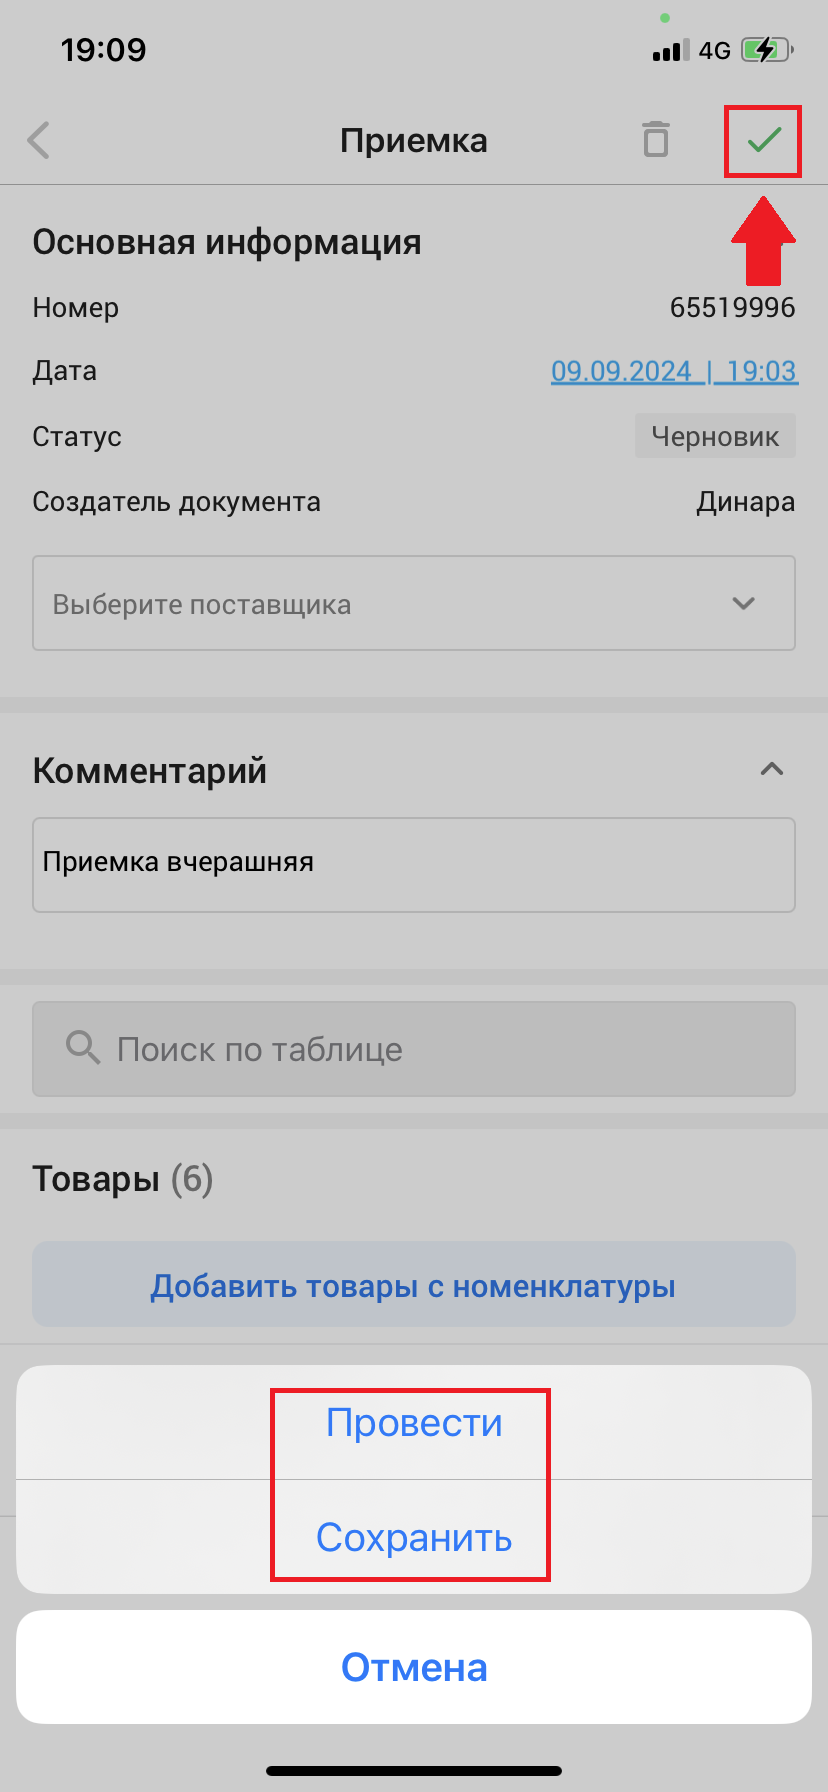 19:09
4G
Приемка
Основная информация
Номер
65519996
Дата
09.09.2024 | 19:03
Статус
Черновик
Создатель документа
Динара
Выберите поставщика
Комментарий
Приемка вчерашняя
Поиск по таблице
Товары (6)
Добавить товары с номенклатуры
Провести
Сохранить
Отмена